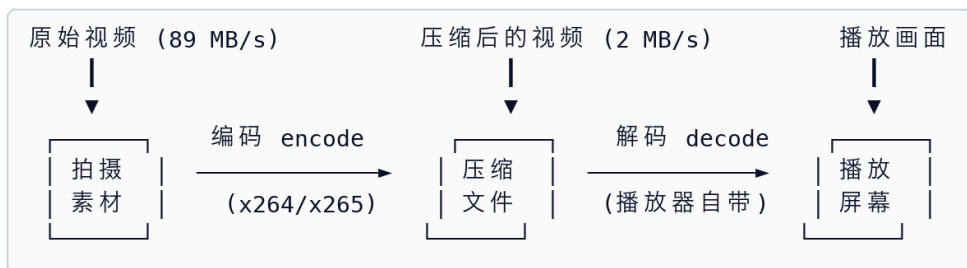 原始视频 (89 MB/s) 压缩后的视频 (2 MB/s) 播放画面
编码 encode 解码 decode
拍摄 压缩 播放
素材 (x264/x265) 文件 (播放器自带) 屏幕